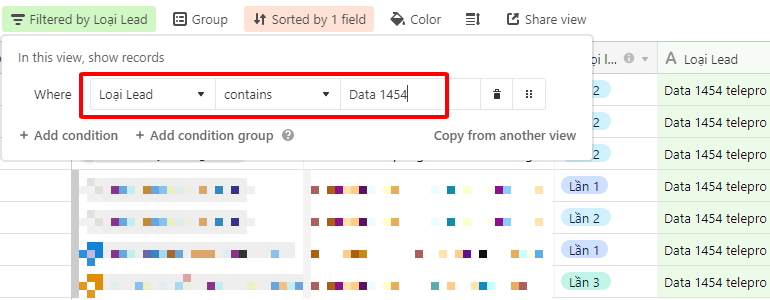 Filtered by Loại Lead Group Sorted by 1 field Color Share view
In this view, show records
Where Loại Lead contains Data 1454
+ Add condition + Add condition group Copy from another view
Loại Lead
2 Data 1454 telepro
2 Data 1454 telepro
2 Data 1454 telepro
Lần 1 Data 1454 telepro
Lần 2 Data 1454 telepro
Lần 1 Data 1454 telepro
Lần 3 Data 1454 telepro